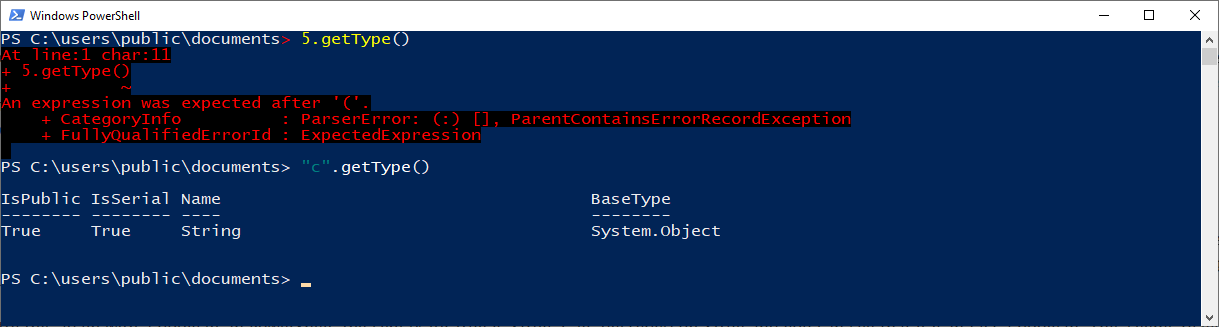 Windows PowerShell
PS C:\users\public\documents> 5.getType()
At line:1 char:11
+ 5.getType()
+           ~
An expression was expected after '('.
    + CategoryInfo          : ParserError: (:) [], ParentContainsErrorRecordException
    + FullyQualifiedErrorId : ExpectedExpression
PS C:\users\public\documents> "c".getType()
IsPublic IsSerial Name                                     BaseType
-------- -------- ----                                     --------
True     True     String                                   System.Object
PS C:\users\public\documents>